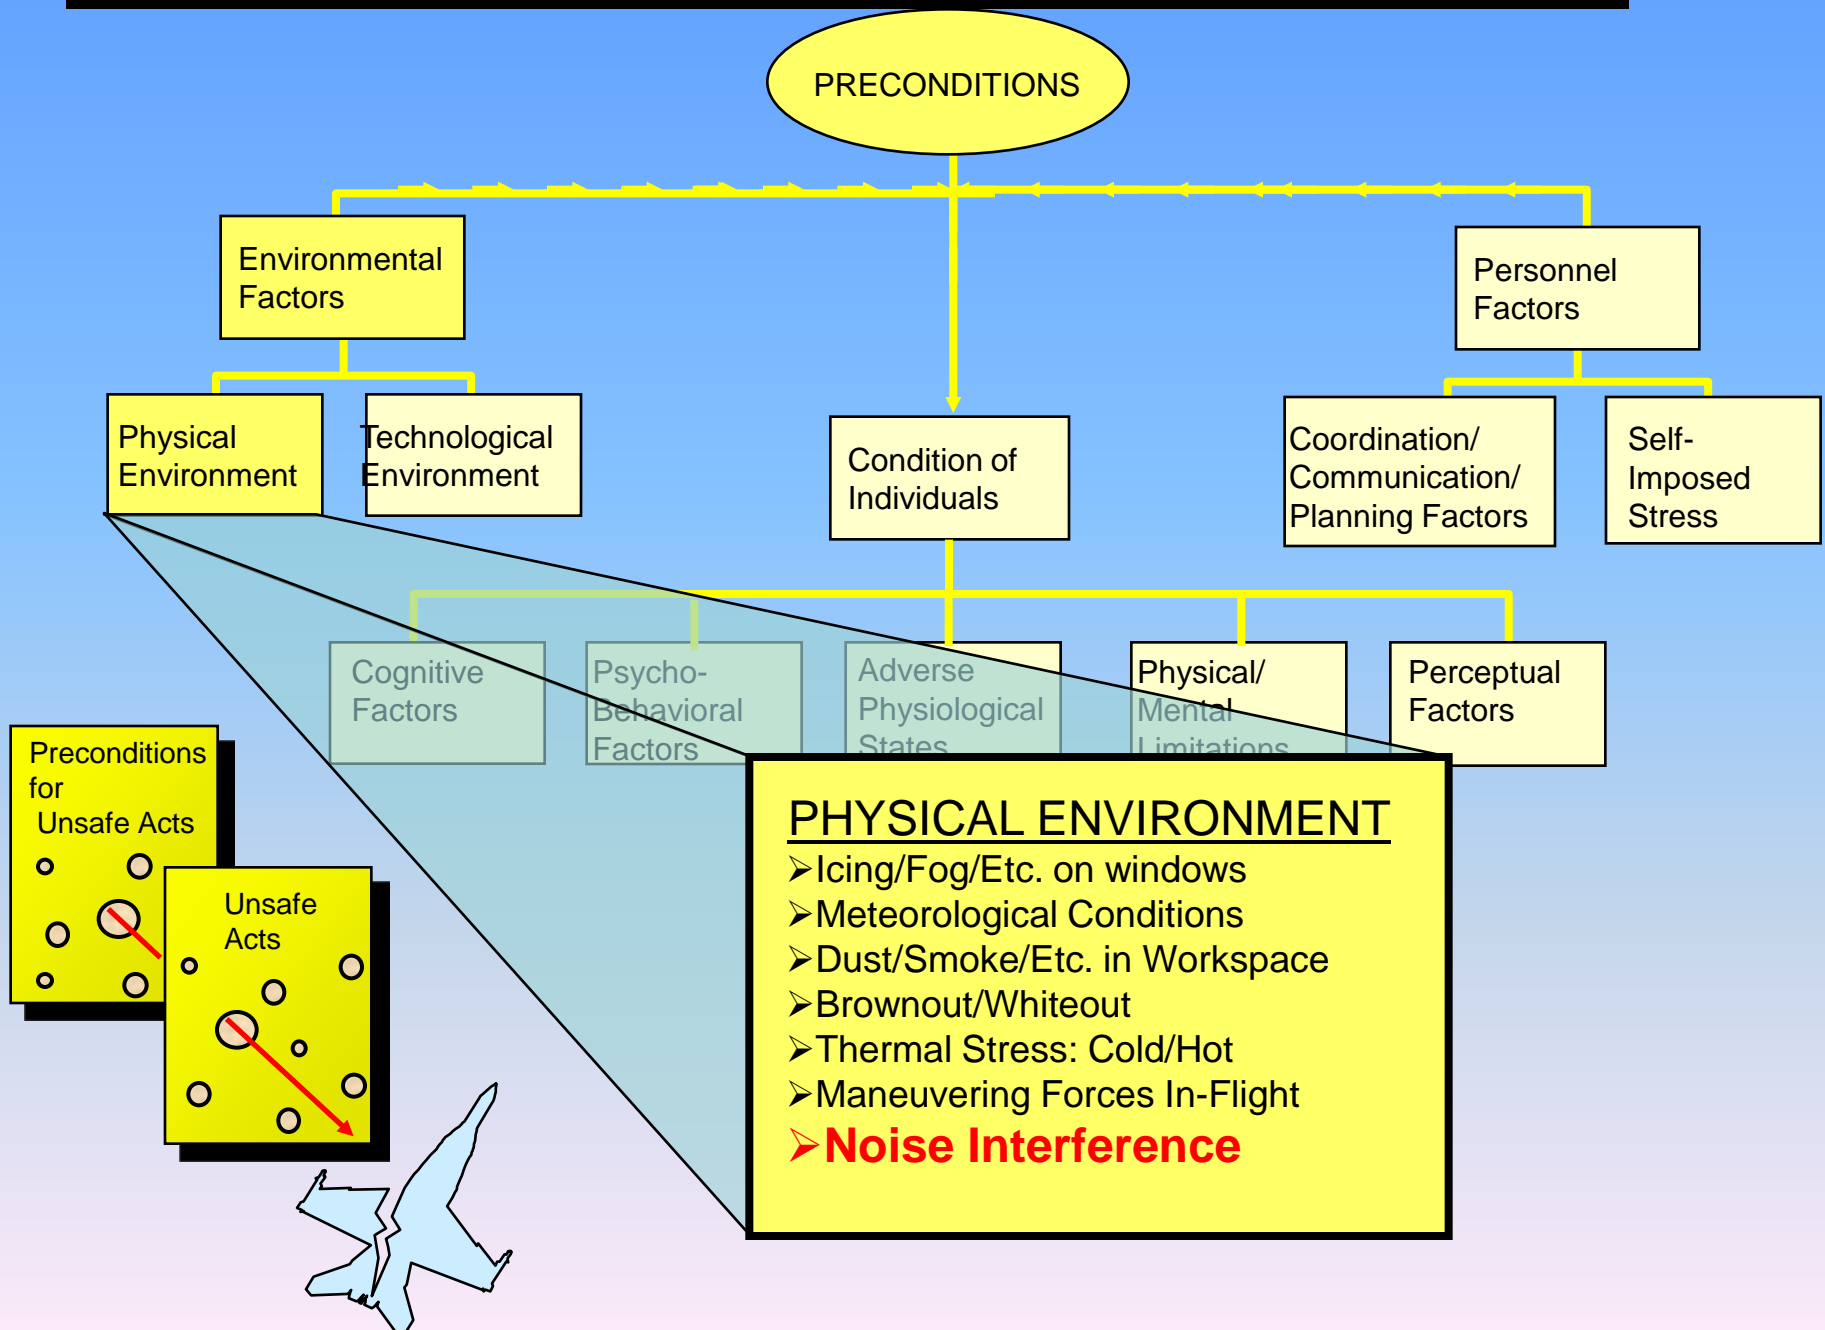 PRECONDITIONS
Environmental
Factors
Personnel
Factors
Physical
Environment
Technological
Environment
Condition of
Individuals
Coordination/
Communication/
Planning Factors
Self-
Imposed
Stress
Cognitive
Factors
Psycho-
Behavioral
Factors
Adverse
Physiological
States
Physical/
Mental
Limitations
Perceptual
Factors
Preconditions
for
Unsafe Acts
Unsafe
Acts
PHYSICAL ENVIRONMENT
➢Icing/Fog/Etc. on windows
➢Meteorological Conditions
➢Dust/Smoke/Etc. in Workspace
➢Brownout/Whiteout
➢Thermal Stress: Cold/Hot
➢Maneuvering Forces In-Flight
➢Noise Interference